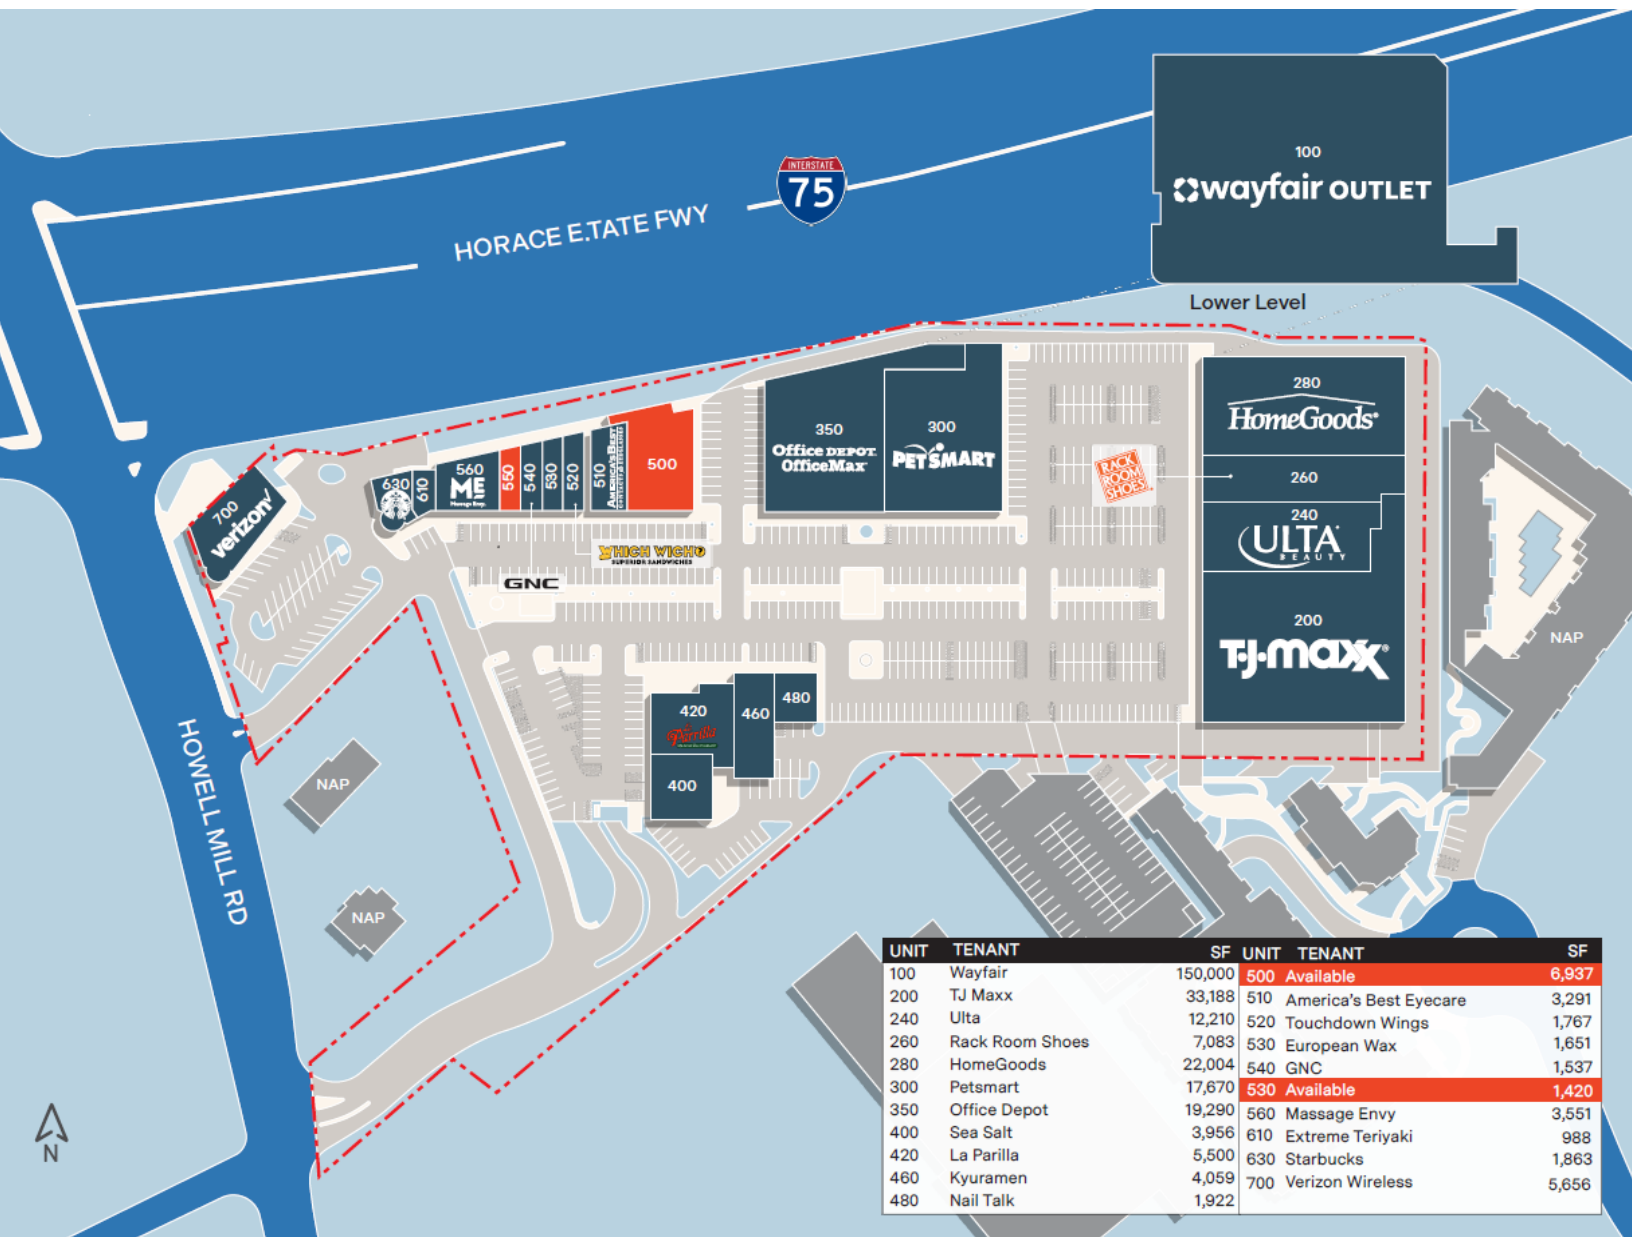 100
wayfair OUTLET
INTERSTATE
75
HORACE E.TATE FWY
Lower Level
280
HomeGoods
350
Office DEPOT
OfficeMax
300
PETSMART
RACK
ROOM
SHOES
260
240
ULTA
BEAUTY
200
T·J·maxx
500
510
AMERICA'S BEST
CONTACTS & EYEGLASSES
520
530
540
550
560
ME
Massage Envy
610
630
700
verizon
WHICH WICH
SUPERIOR SANDWICHES
GNC
NAP
480
460
420
La Parrilla
400
NAP
NAP
HOWELL MILL RD
N
UNIT TENANT SF
100 Wayfair 150,000
200 TJ Maxx 33,188
240 Ulta 12,210
260 Rack Room Shoes 7,083
280 HomeGoods 22,004
300 Petsmart 17,670
350 Office Depot 19,290
400 Sea Salt 3,956
420 La Parilla 5,500
460 Kyuramen 4,059
480 Nail Talk 1,922
UNIT TENANT SF
500 Available 6,937
510 America's Best Eyecare 3,291
520 Touchdown Wings 1,767
530 European Wax 1,651
540 GNC 1,537
530 Available 1,420
560 Massage Envy 3,551
610 Extreme Teriyaki 988
630 Starbucks 1,863
700 Verizon Wireless 5,656